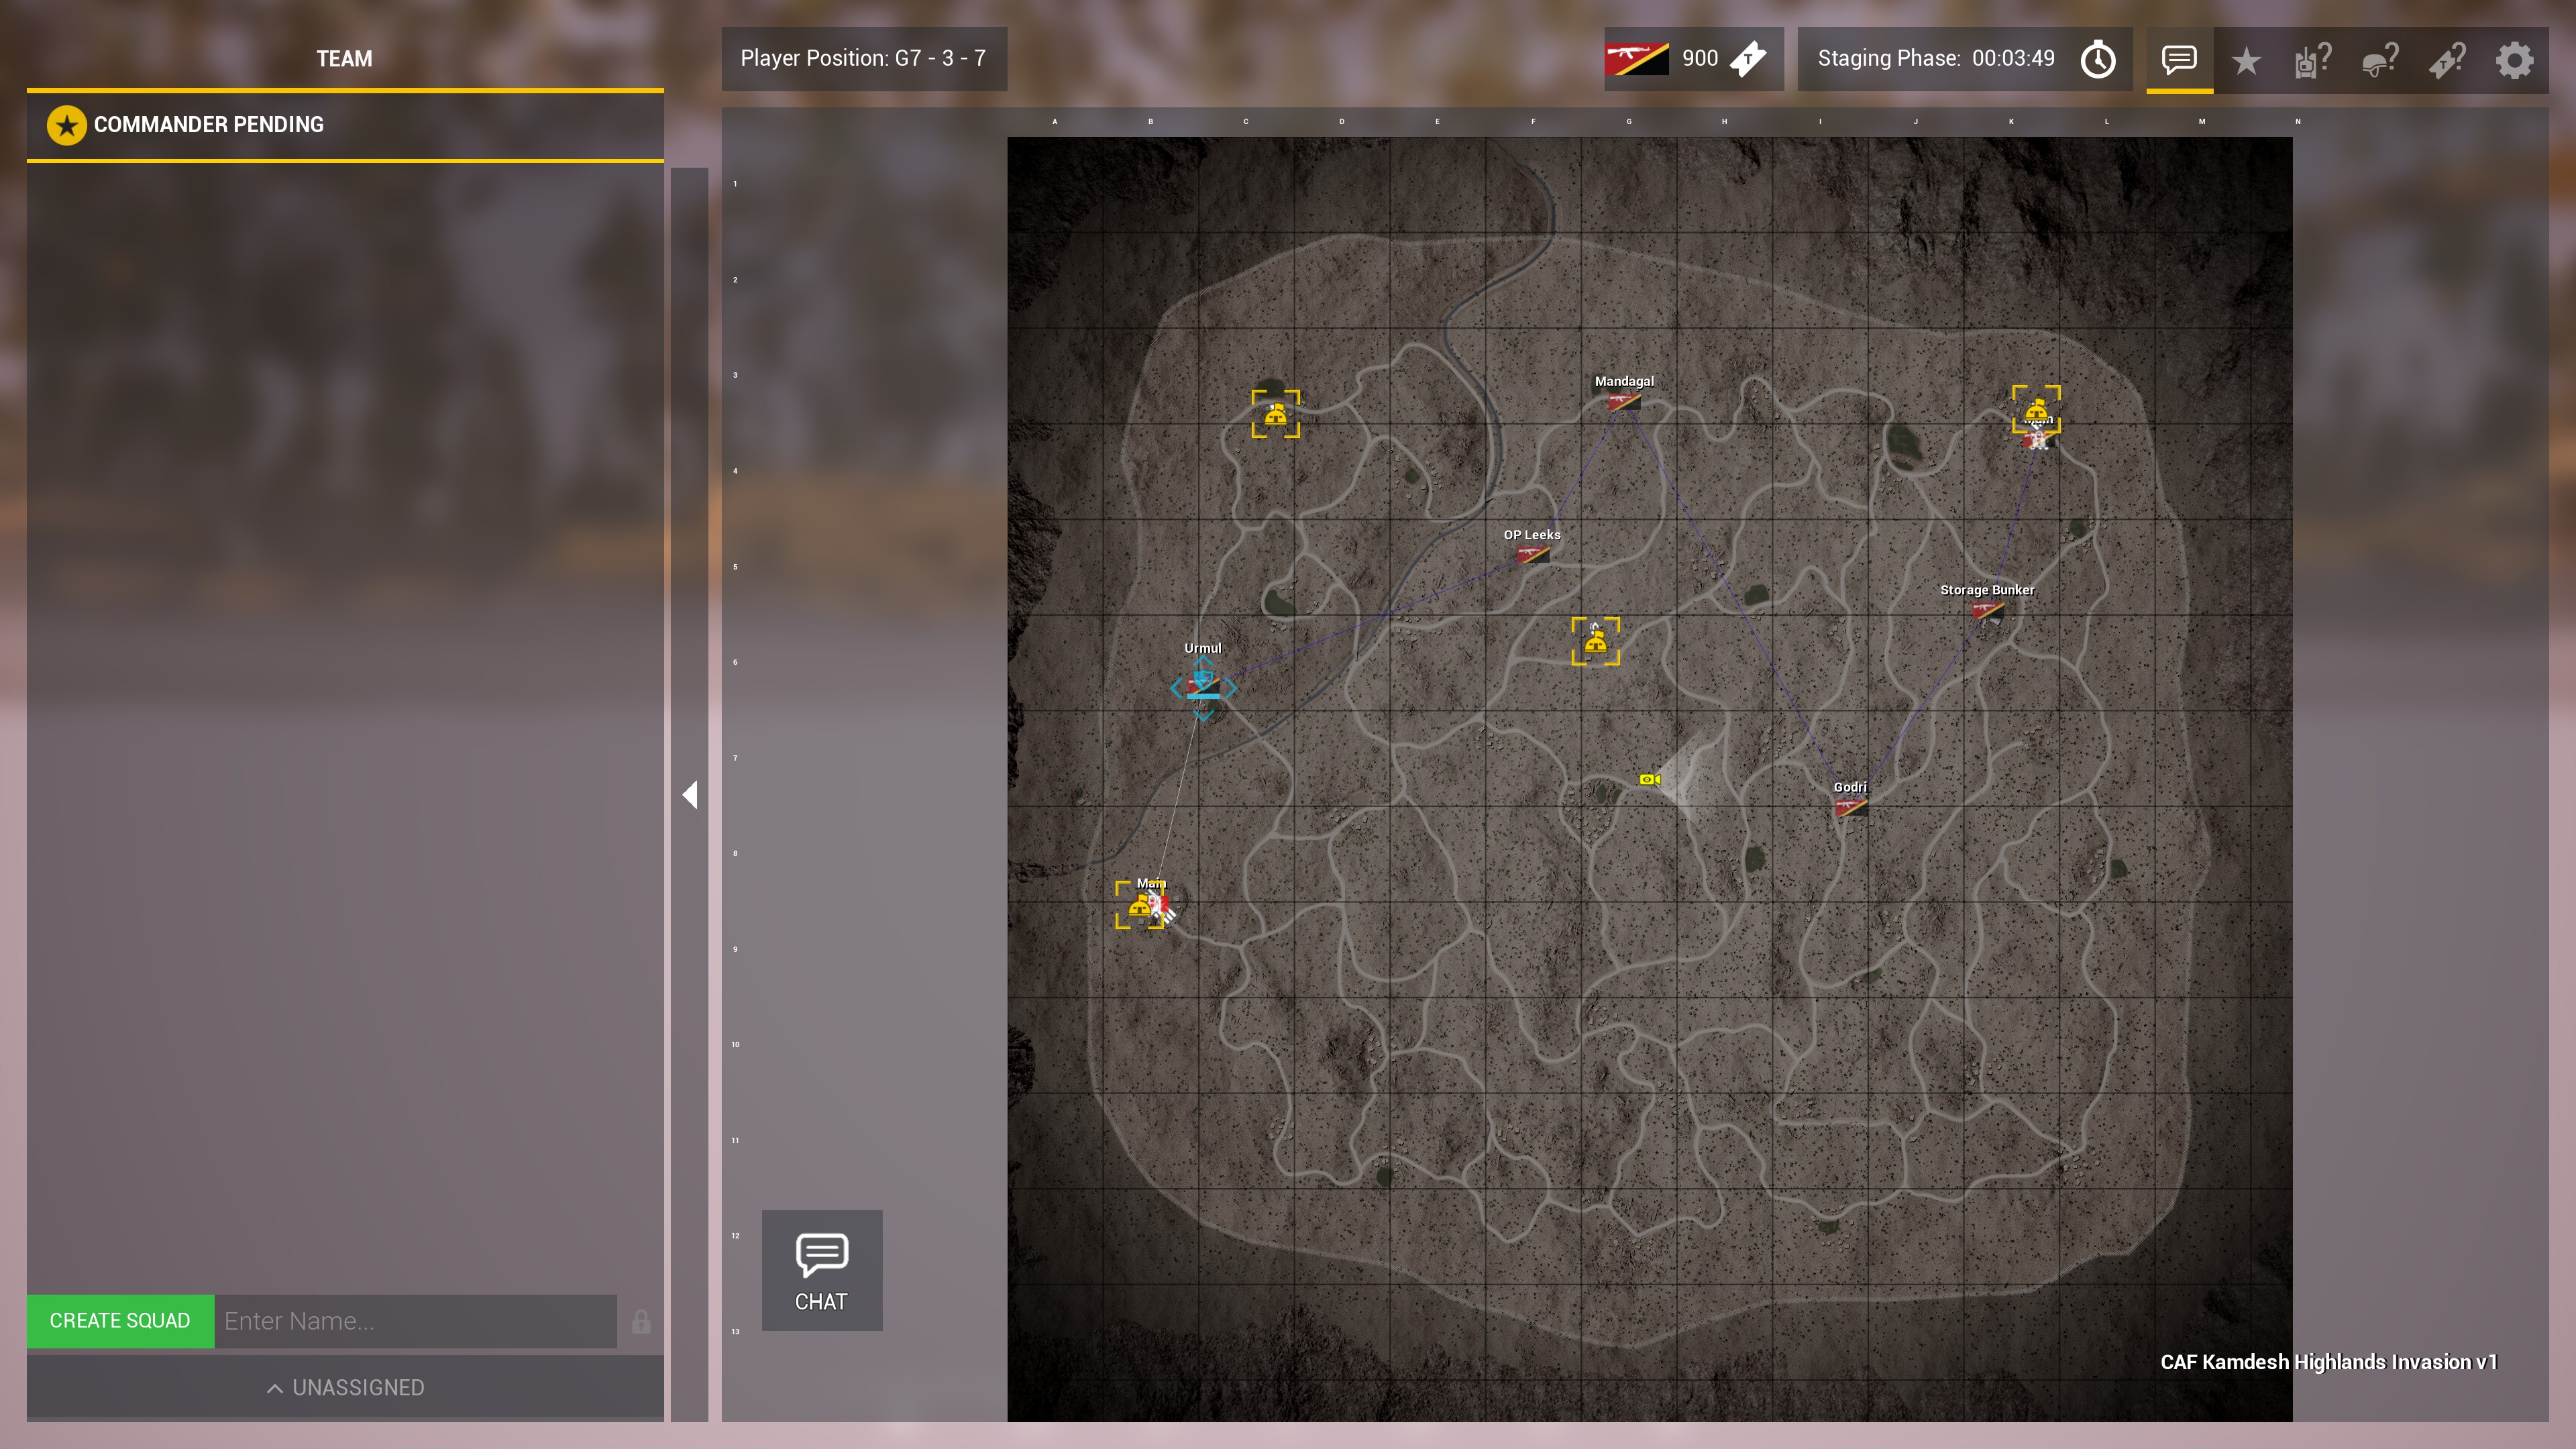 TEAM
Player Position: G7 - 3 - 7
900
T
Staging Phase: 00:03:49
COMMANDER PENDING
A B C D E F G H I J K L M N
1
2
3
4
5
6
7
8
9
10
11
12
13
Mandagal
OP Leeks
Storage Bunker
Urmul
Godri
Main
CREATE SQUAD
Enter Name...
UNASSIGNED
CHAT
CAF Kamdesh Highlands Invasion v1